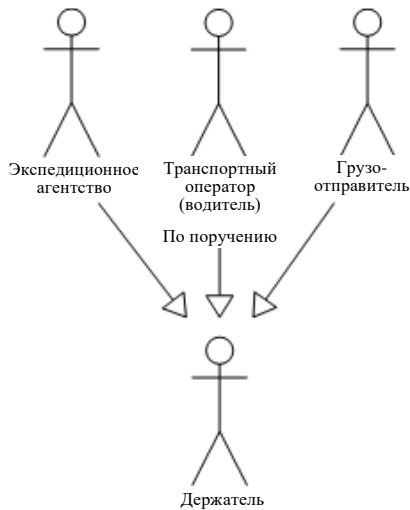 Экспедиционное
агентство
Транспортный
оператор
(водитель)
Грузо-
отправитель
По поручению
Держатель